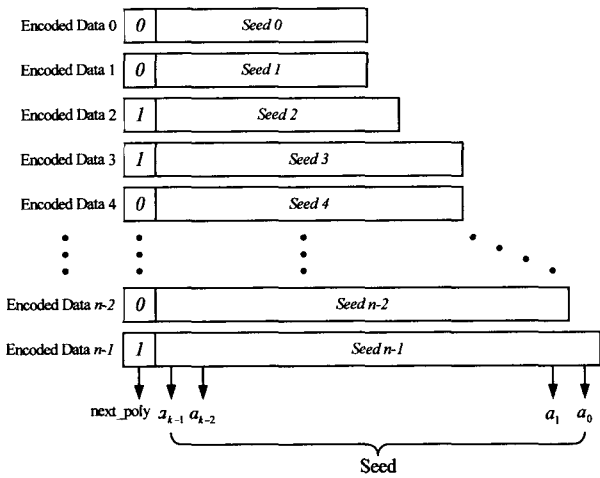 Encoded Data 0 0 Seed 0
Encoded Data 1 0 Seed 1
Encoded Data 2 1 Seed 2
Encoded Data 3 1 Seed 3
Encoded Data 4 0 Seed 4
Encoded Data n-2 0 Seed n-2
Encoded Data n-1 1 Seed n-1
next_poly a_{k-1} a_{k-2} a_1 a_0
Seed